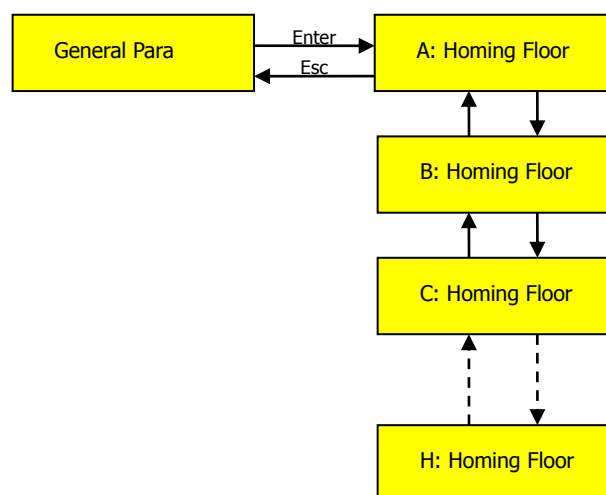 General Para
Enter
A: Homing Floor
Esc
B: Homing Floor
C: Homing Floor
H: Homing Floor